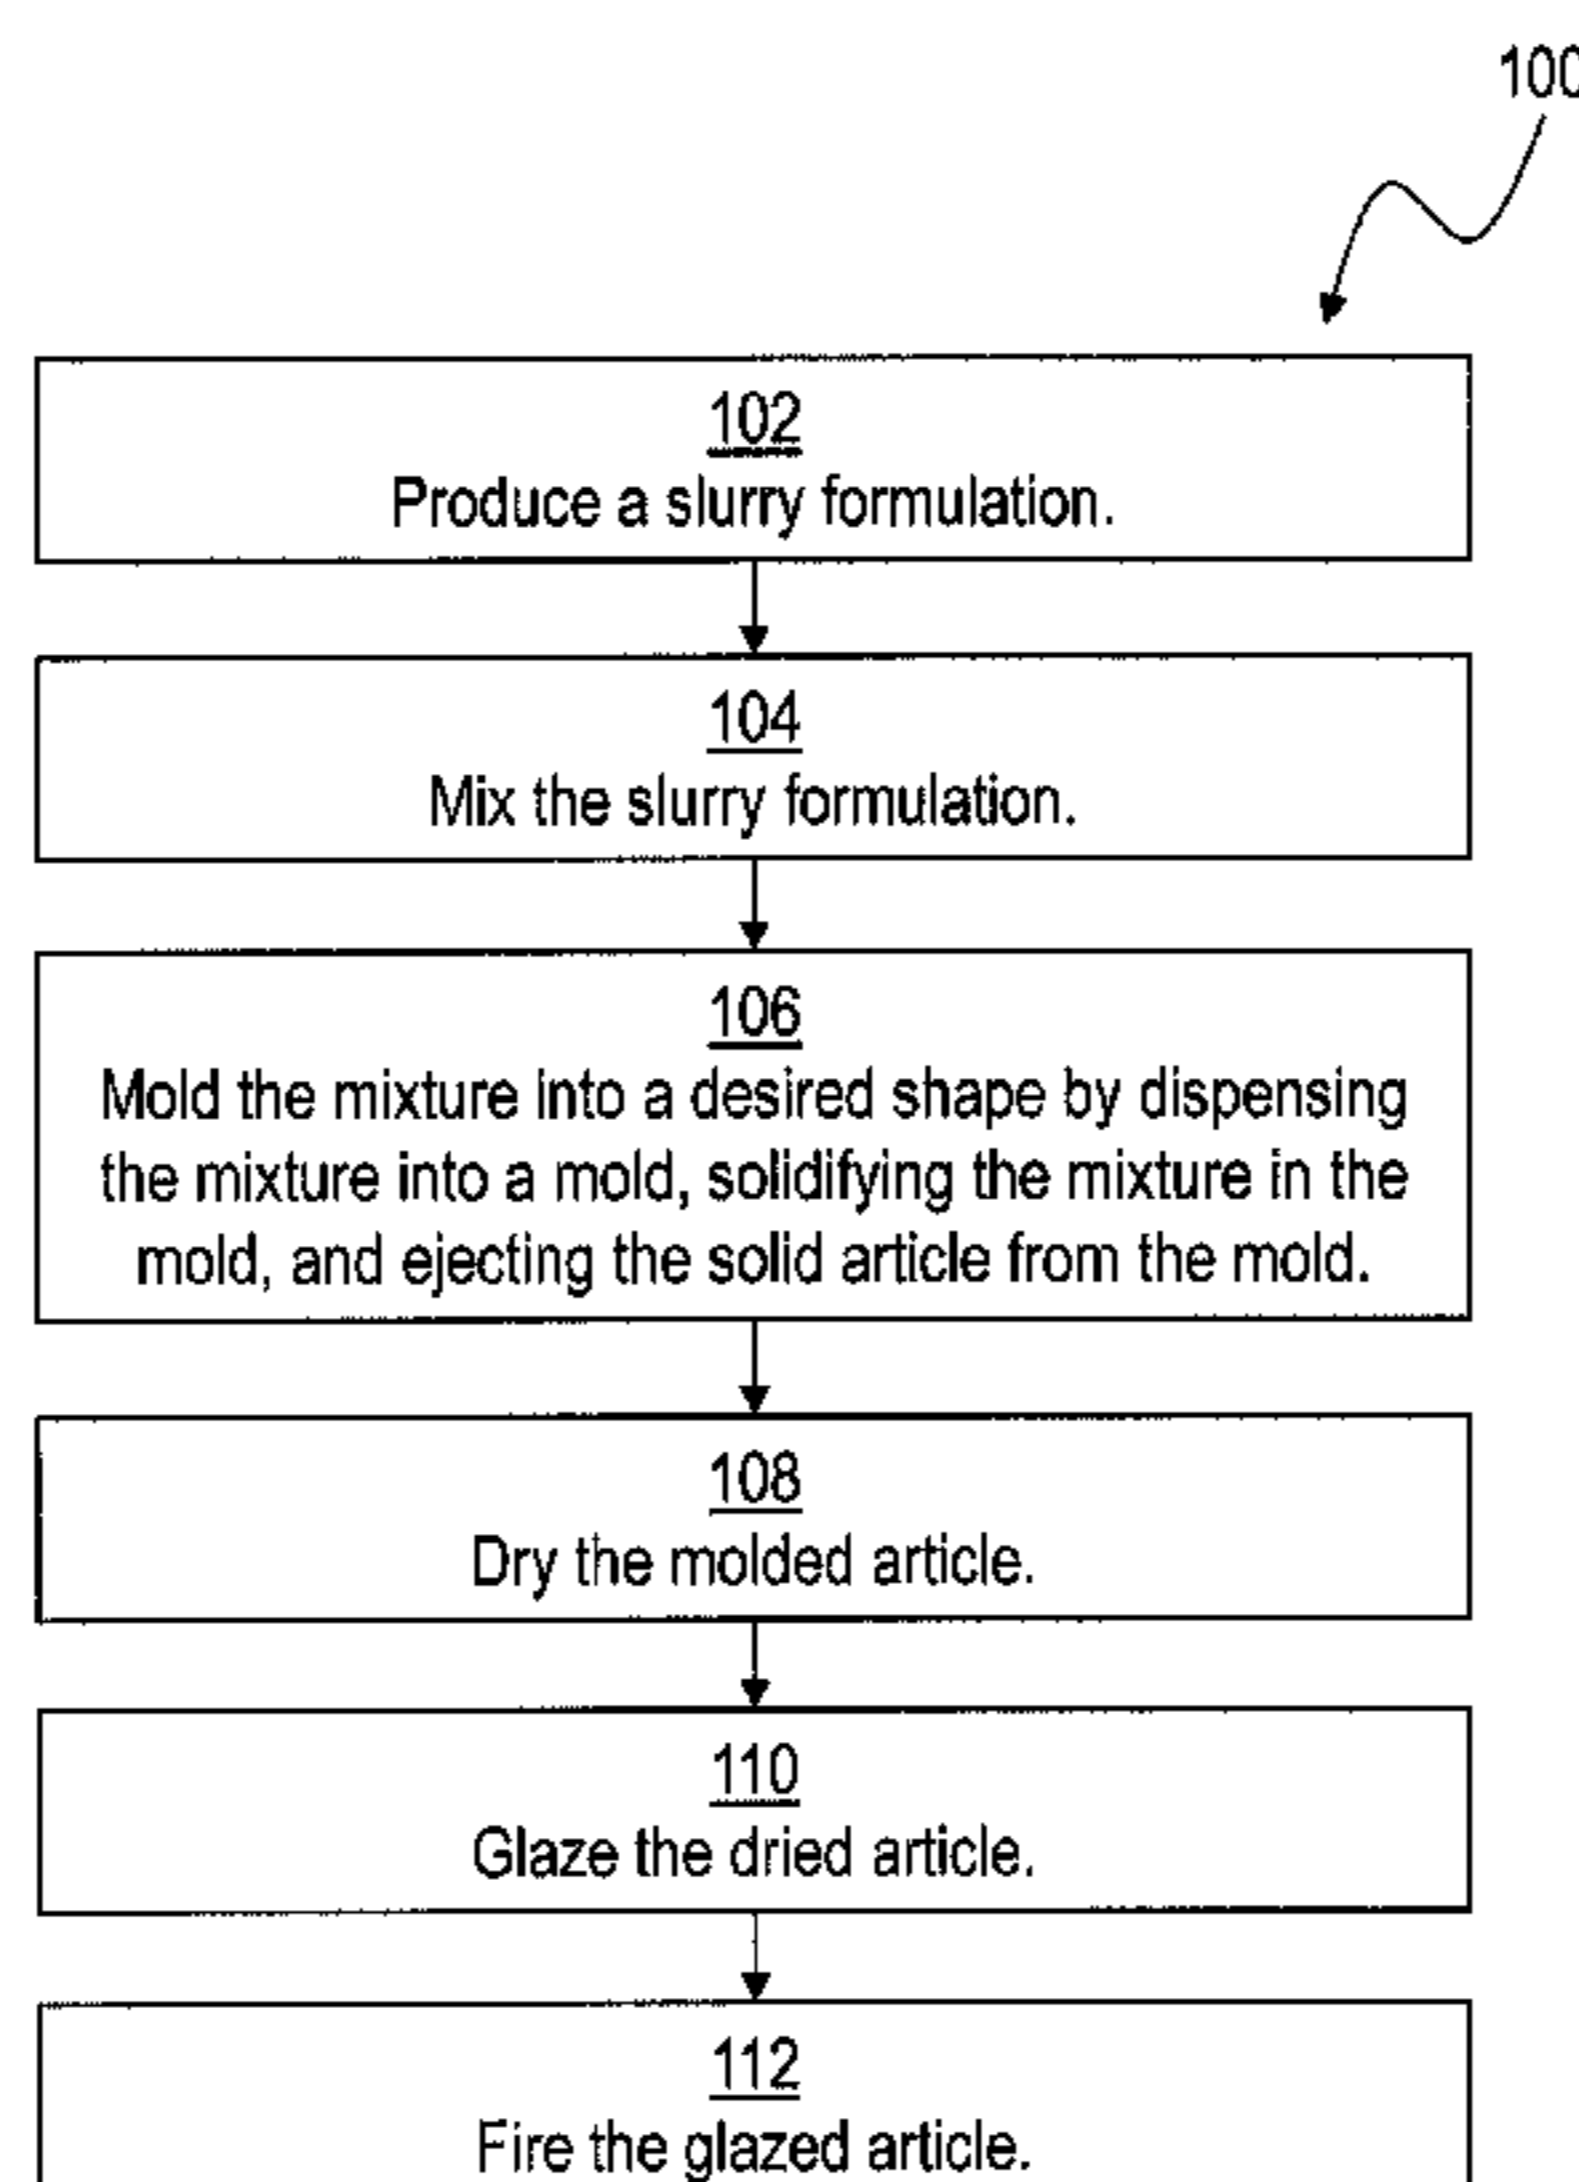 100
102
Produce a slurry formulation.
104
Mix the slurry formulation.
106
Mold the mixture into a desired shape by dispensing
the mixture into a mold, solidifying the mixture in the
mold, and ejecting the solid article from the mold.
108
Dry the molded article.
110
Glaze the dried article.
112
Fire the glazed article.